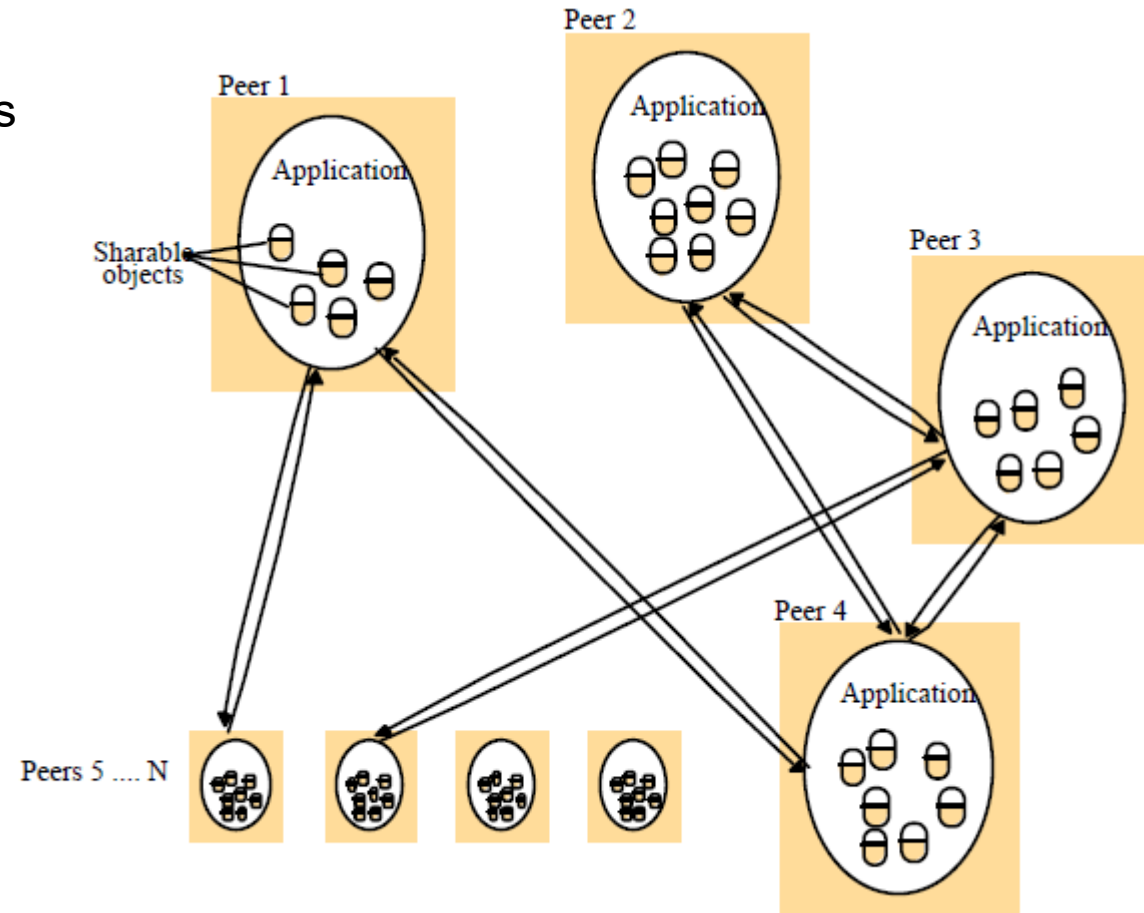 Peer 2
Peer 1
s
Application
Application
Sharable
objects
Peer 3
Application
Peer 4
Application
Peers 5 .... N